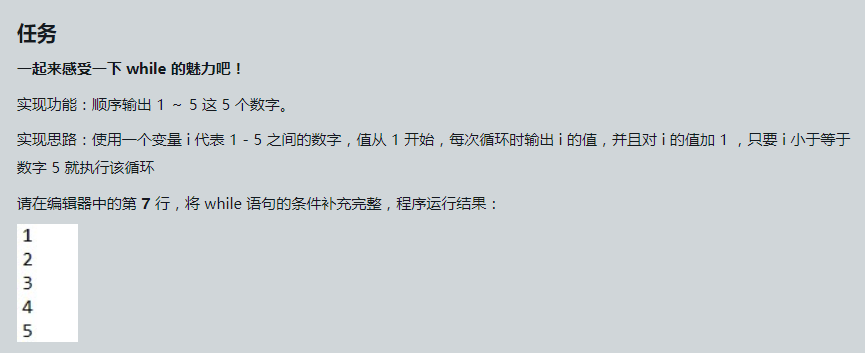 任务
一起来感受一下 while 的魅力吧！
实现功能：顺序输出 1 ～ 5 这 5 个数字。
实现思路：使用一个变量 i 代表 1 - 5 之间的数字，值从 1 开始，每次循环时输出 i 的值，并且对 i 的值加 1 ，只要 i 小于等于
数字 5 就执行该循环
请在编辑器中的第 7 行，将 while 语句的条件补充完整，程序运行结果：
1
2
3
4
5